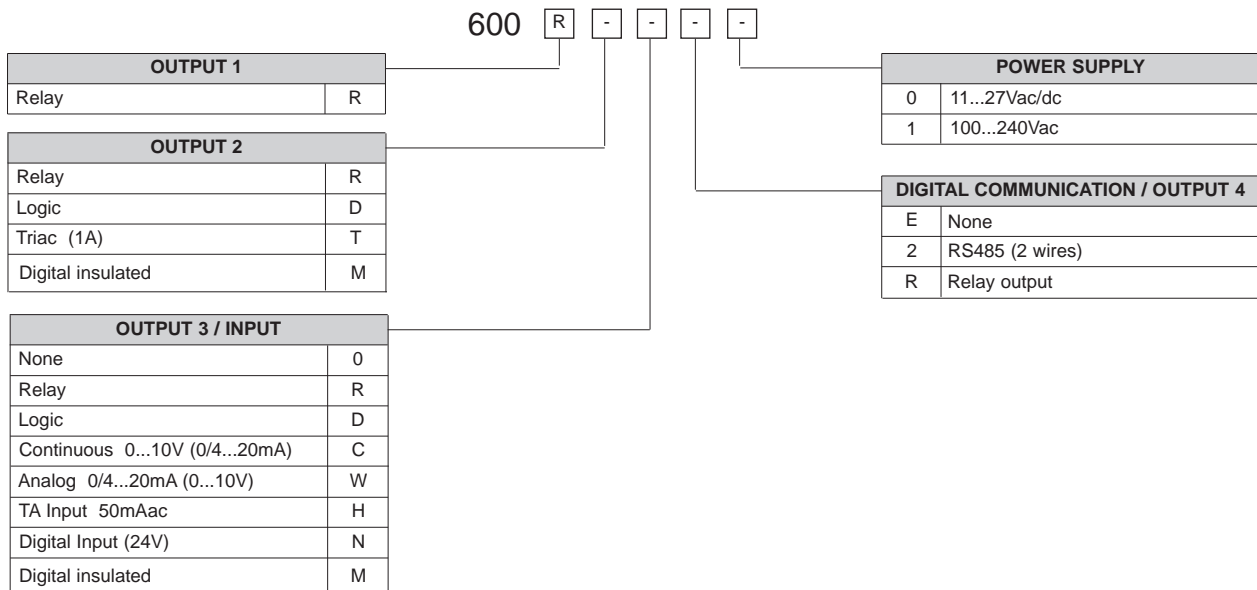 600 R - - - -
OUTPUT 1
Relay R
OUTPUT 2
Relay R
Logic D
Triac (1A) T
Digital insulated M
OUTPUT 3 / INPUT
None 0
Relay R
Logic D
Continuous 0...10V (0/4...20mA) C
Analog 0/4...20mA (0...10V) W
TA Input 50mAac H
Digital Input (24V) N
Digital insulated M
POWER SUPPLY
0 11...27Vac/dc
1 100...240Vac
DIGITAL COMMUNICATION / OUTPUT 4
E None
2 RS485 (2 wires)
R Relay output